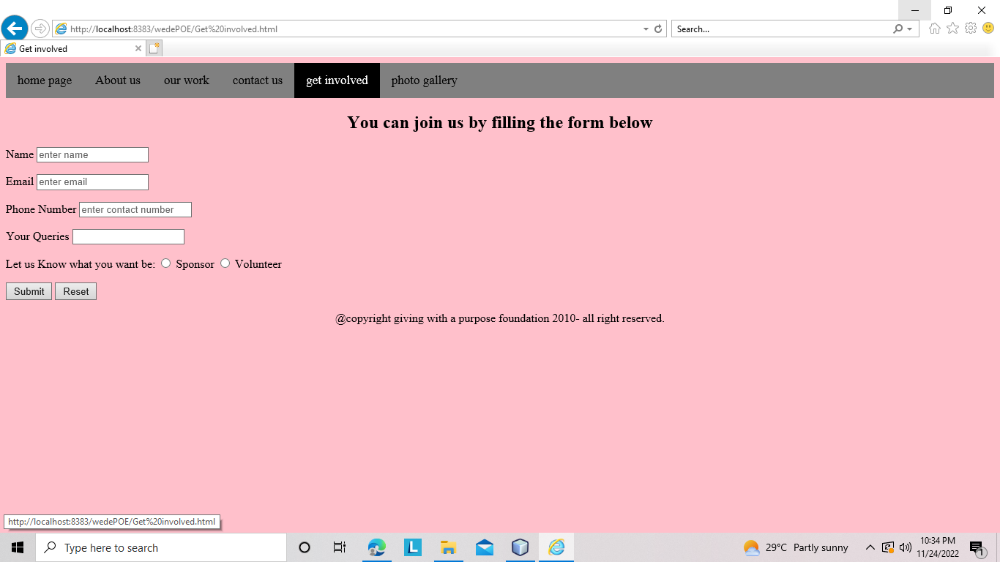 http://localhost:8383/wedePOE/Get%20involved.html
Search...
Get involved
home page About us our work contact us get involved photo gallery
You can join us by filling the form below
Name enter name
Email enter email
Phone Number enter contact number
Your Queries
Let us Know what you want be: Sponsor Volunteer
Submit Reset
@copyright giving with a purpose foundation 2010- all right reserved.
http://localhost:8383/wedePOE/Get%20involved.html
Type here to search
L
29°C Partly sunny
10:34 PM
11/24/2022
1